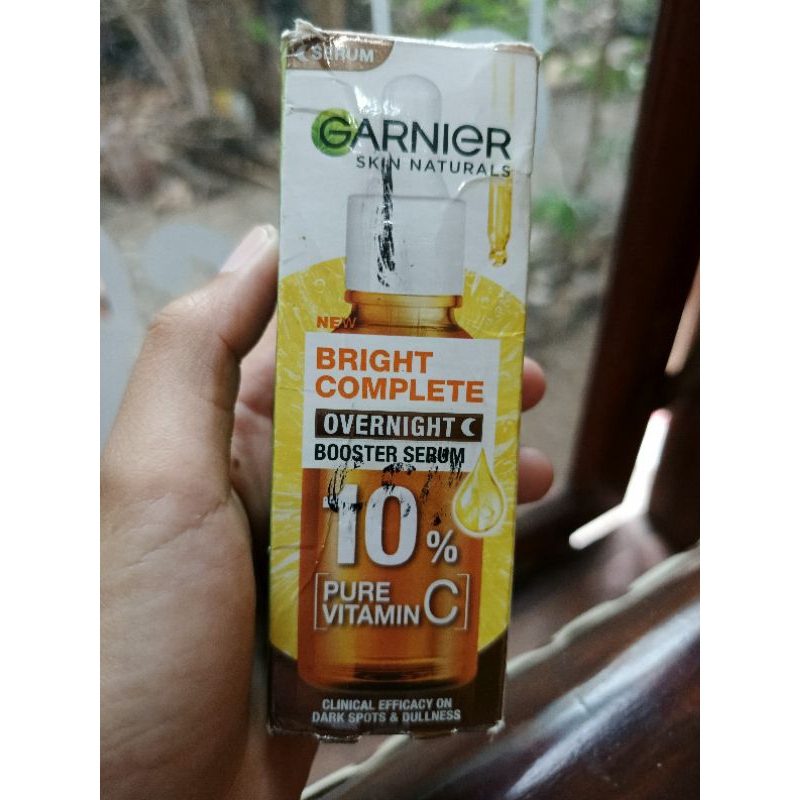 SERUM
GARNIER
SKIN NATURALS
NEW
BRIGHT
COMPLETE
OVERNIGHT
BOOSTER SERUM
10%
[PURE
VITAMIN C]
CLINICAL EFFICACY ON
DARK SPOTS & DULLNESS